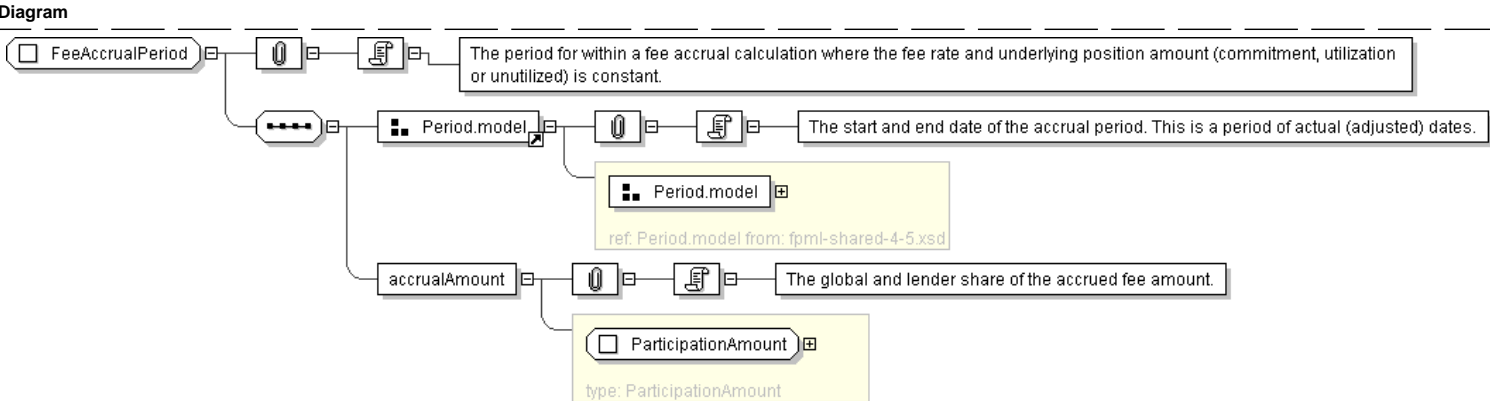 Diagram
FeeAccrualPeriod
The period for within a fee accrual calculation where the fee rate and underlying position amount (commitment, utilization
or unutilized) is constant.
Period.model
The start and end date of the accrual period. This is a period of actual (adjusted) dates.
Period.model
ref: Period.model from: fpml-shared-4-5.xsd
accrualAmount
The global and lender share of the accrued fee amount.
ParticipationAmount
type: ParticipationAmount